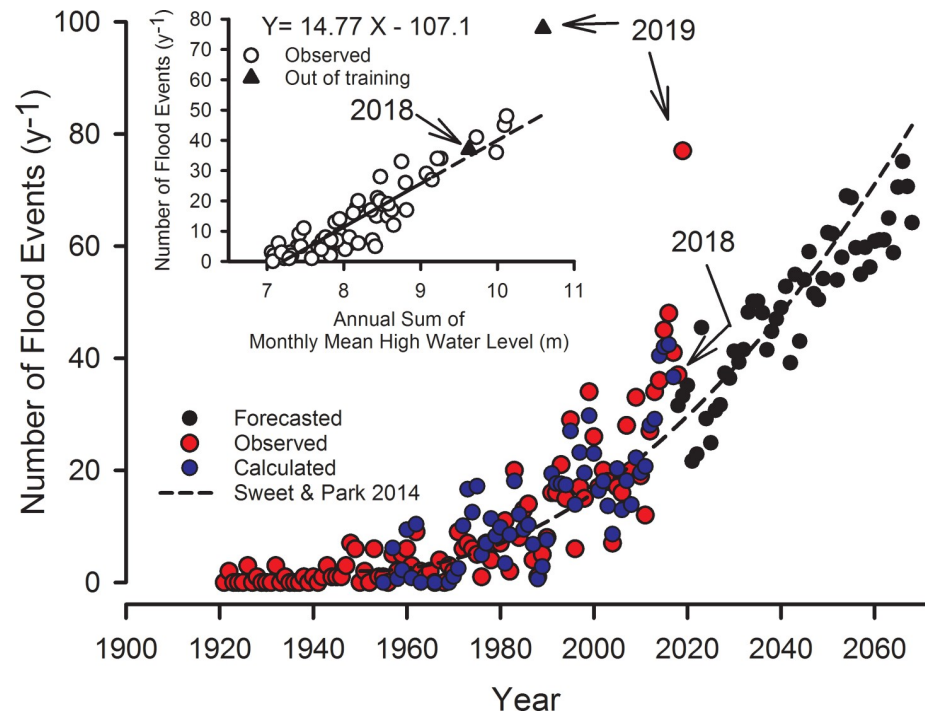 100
80
60
40
20
0
Number of Flood Events (y-1)
1900 1920 1940 1960 1980 2000 2020 2040 2060
Year
80
70
60
50
40
30
20
10
0
Number of Flood Events (y-1)
Y= 14.77 X - 107.1
Observed
Out of training
2018
7 8 9 10 11
Annual Sum of
Monthly Mean High Water Level (m)
2019
2018
Forecasted
Observed
Calculated
Sweet & Park 2014